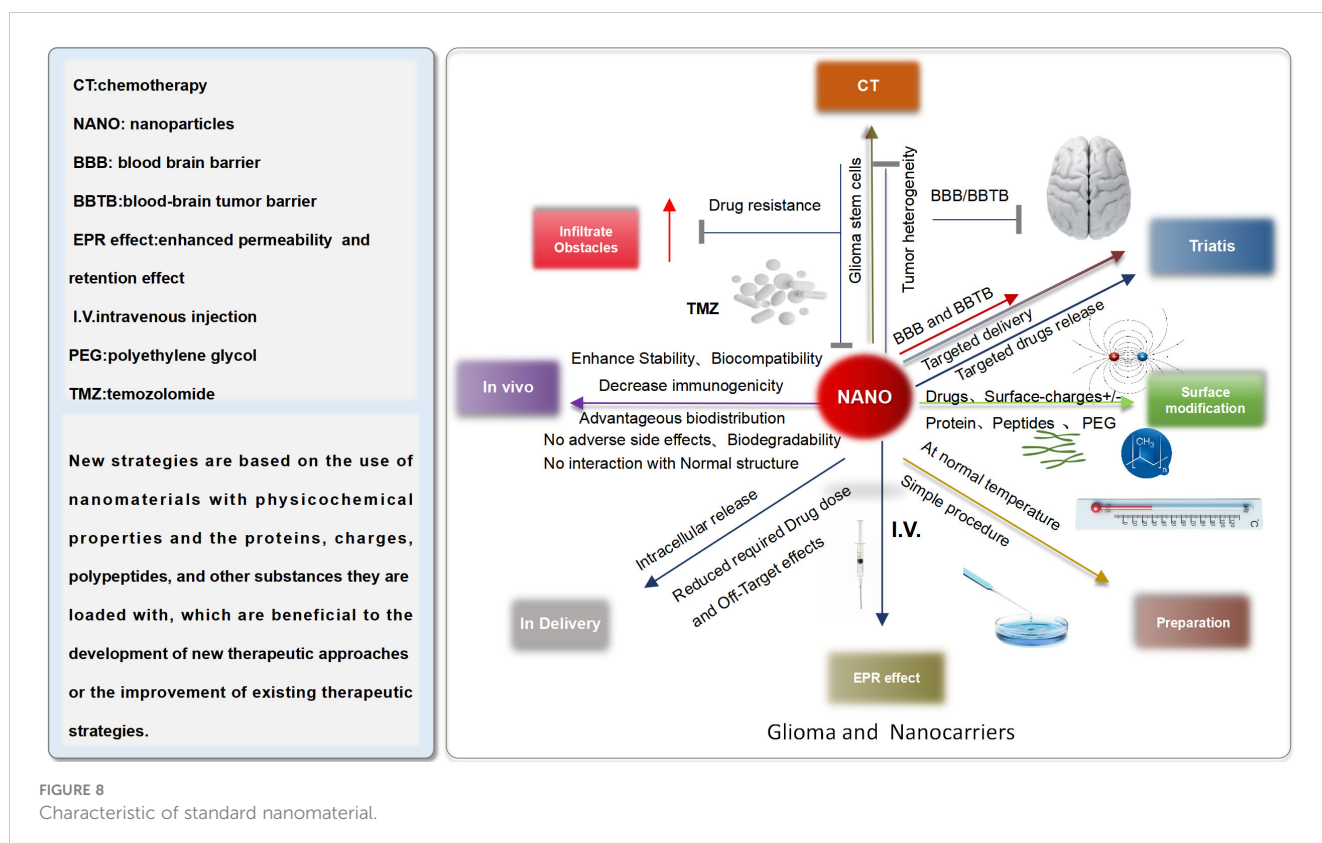 CT:chemotherapy
NANO: nanoparticles
BBB: blood brain barrier
BBTB:blood-brain tumor barrier
EPR effect:enhanced permeability and
retention effect
I.V.intravenous injection
PEG:polyethylene glycol
TMZ:temozolomide
New strategies are based on the use of
nanomaterials with physicochemical
properties and the proteins, charges,
polypeptides, and other substances they are
loaded with, which are beneficial to the
development of new therapeutic approaches
or the improvement of existing therapeutic
strategies.
CT
Glioma stem cells
Tumor heterogeneity
BBB/BBTB
Drug resistance
Infiltrate
Obstacles
TMZ
Triatis
BBB and BBTB
Targeted delivery
Targeted drugs release
Enhance Stability、Biocompatibility
Decrease immunogenicity
In vivo
NANO
Advantageous biodistribution
No adverse side effects、Biodegradability
No interaction with Normal structure
Drugs、Surface-charges+/-
Protein、Peptides 、PEG
Surface
modification
CH3
n
At normal temperature
Simple procedure
Preparation
I.V.
Intracellular release
Reduced required Drug dose
and Off-Target effects
In Delivery
EPR effect
Glioma and Nanocarriers
FIGURE 8
Characteristic of standard nanomaterial.